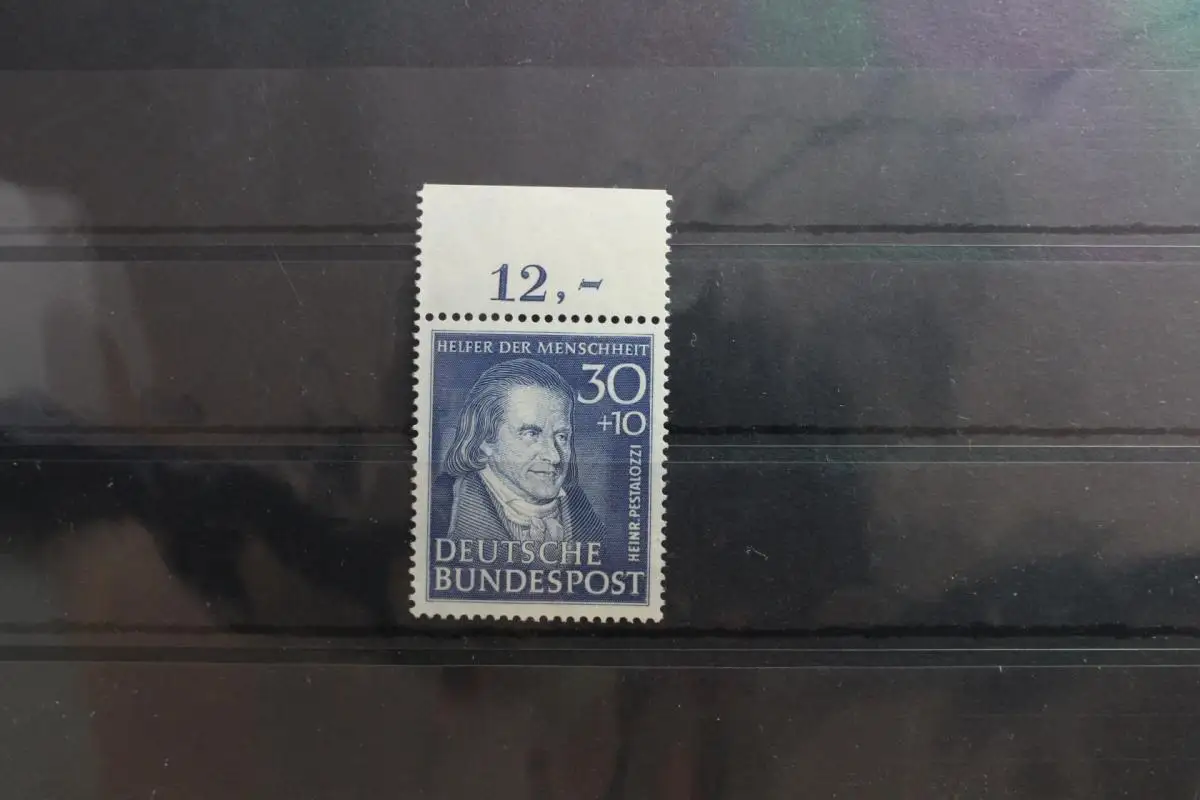 12,-
HELFER DER MENSCHHEIT
30
+10
HEINR. PESTALOZZI
DEUTSCHE
BUNDESPOST